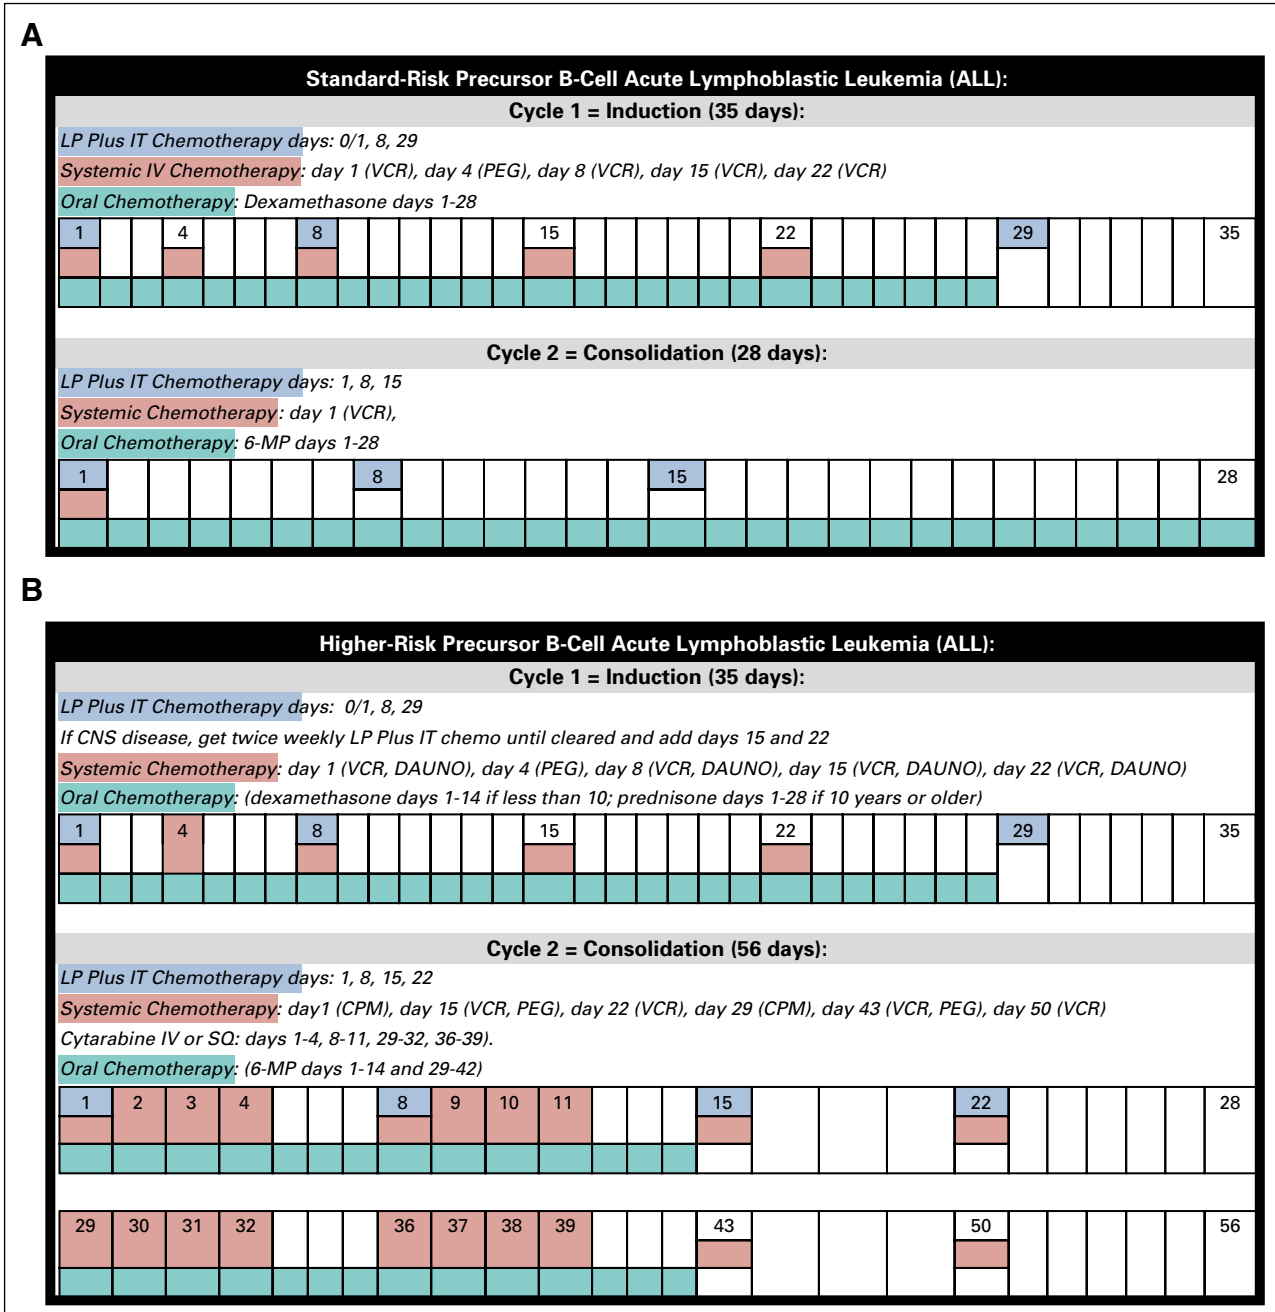 A
Standard-Risk Precursor B-Cell Acute Lymphoblastic Leukemia (ALL):
Cycle 1 = Induction (35 days):
LP Plus IT Chemotherapy days: 0/1, 8, 29
Systemic IV Chemotherapy: day 1 (VCR), day 4 (PEG), day 8 (VCR), day 15 (VCR), day 22 (VCR)
Oral Chemotherapy: Dexamethasone days 1-28
1 4 8 15 22 29 35
Cycle 2 = Consolidation (28 days):
LP Plus IT Chemotherapy days: 1, 8, 15
Systemic Chemotherapy: day 1 (VCR),
Oral Chemotherapy: 6-MP days 1-28
1 8 15 28
B
Higher-Risk Precursor B-Cell Acute Lymphoblastic Leukemia (ALL):
Cycle 1 = Induction (35 days):
LP Plus IT Chemotherapy days: 0/1, 8, 29
If CNS disease, get twice weekly LP Plus IT chemo until cleared and add days 15 and 22
Systemic Chemotherapy: day 1 (VCR, DAUNO), day 4 (PEG), day 8 (VCR, DAUNO), day 15 (VCR, DAUNO), day 22 (VCR, DAUNO)
Oral Chemotherapy: (dexamethasone days 1-14 if less than 10; prednisone days 1-28 if 10 years or older)
1 4 8 15 22 29 35
Cycle 2 = Consolidation (56 days):
LP Plus IT Chemotherapy days: 1, 8, 15, 22
Systemic Chemotherapy: day1 (CPM), day 15 (VCR, PEG), day 22 (VCR), day 29 (CPM), day 43 (VCR, PEG), day 50 (VCR)
Cytarabine IV or SQ: days 1-4, 8-11, 29-32, 36-39).
Oral Chemotherapy: (6-MP days 1-14 and 29-42)
1 2 3 4 8 9 10 11 15 22 28
29 30 31 32 36 37 38 39 43 50 56